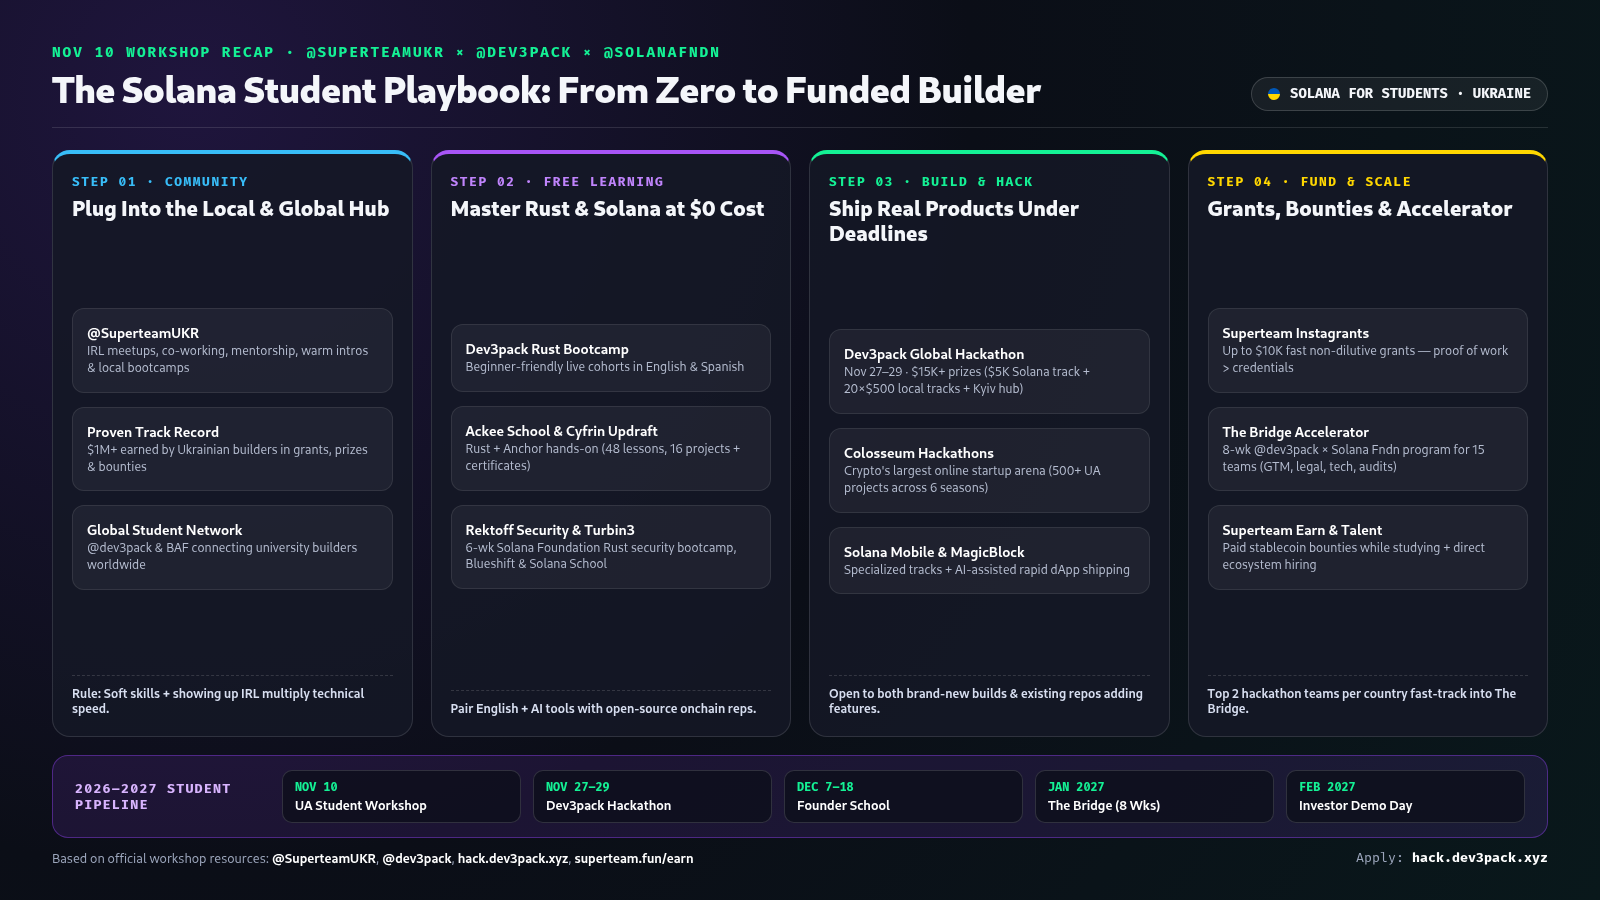 NOV 10 WORKSHOP RECAP · @SUPERTEAMUKR × @DEV3PACK × @SOLANAFNDN
The Solana Student Playbook: From Zero to Funded Builder
SOLANA FOR STUDENTS · UKRAINE
STEP 01 · COMMUNITY
Plug Into the Local & Global Hub
@SuperteamUKR
IRL meetups, co-working, mentorship, warm intros
& local bootcamps
Proven Track Record
$1M+ earned by Ukrainian builders in grants, prizes
& bounties
Global Student Network
@dev3pack & BAF connecting university builders
worldwide
Rule: Soft skills + showing up IRL multiply technical
speed.
STEP 02 · FREE LEARNING
Master Rust & Solana at $0 Cost
Dev3pack Rust Bootcamp
Beginner-friendly live cohorts in English & Spanish
Ackee School & Cyfrin Updraft
Rust + Anchor hands-on (48 lessons, 16 projects +
certificates)
Rektoff Security & Turbin3
6-wk Solana Foundation Rust security bootcamp,
Blueshift & Solana School
Pair English + AI tools with open-source onchain reps.
STEP 03 · BUILD & HACK
Ship Real Products Under
Deadlines
Dev3pack Global Hackathon
Nov 27–29 · $15K+ prizes ($5K Solana track +
20×$500 local tracks + Kyiv hub)
Colosseum Hackathons
Crypto's largest online startup arena (500+ UA
projects across 6 seasons)
Solana Mobile & MagicBlock
Specialized tracks + AI-assisted rapid dApp shipping
Open to both brand-new builds & existing repos adding
features.
STEP 04 · FUND & SCALE
Grants, Bounties & Accelerator
Superteam Instagrants
Up to $10K fast non-dilutive grants — proof of work
> credentials
The Bridge Accelerator
8-wk @dev3pack × Solana Fndn program for 15
teams (GTM, legal, tech, audits)
Superteam Earn & Talent
Paid stablecoin bounties while studying + direct
ecosystem hiring
Top 2 hackathon teams per country fast-track into The
Bridge.
2026–2027 STUDENT
PIPELINE
NOV 10
UA Student Workshop
NOV 27–29
Dev3pack Hackathon
DEC 7–18
Founder School
JAN 2027
The Bridge (8 Wks)
FEB 2027
Investor Demo Day
Based on official workshop resources: @SuperteamUKR, @dev3pack, hack.dev3pack.xyz, superteam.fun/earn
Apply: hack.dev3pack.xyz